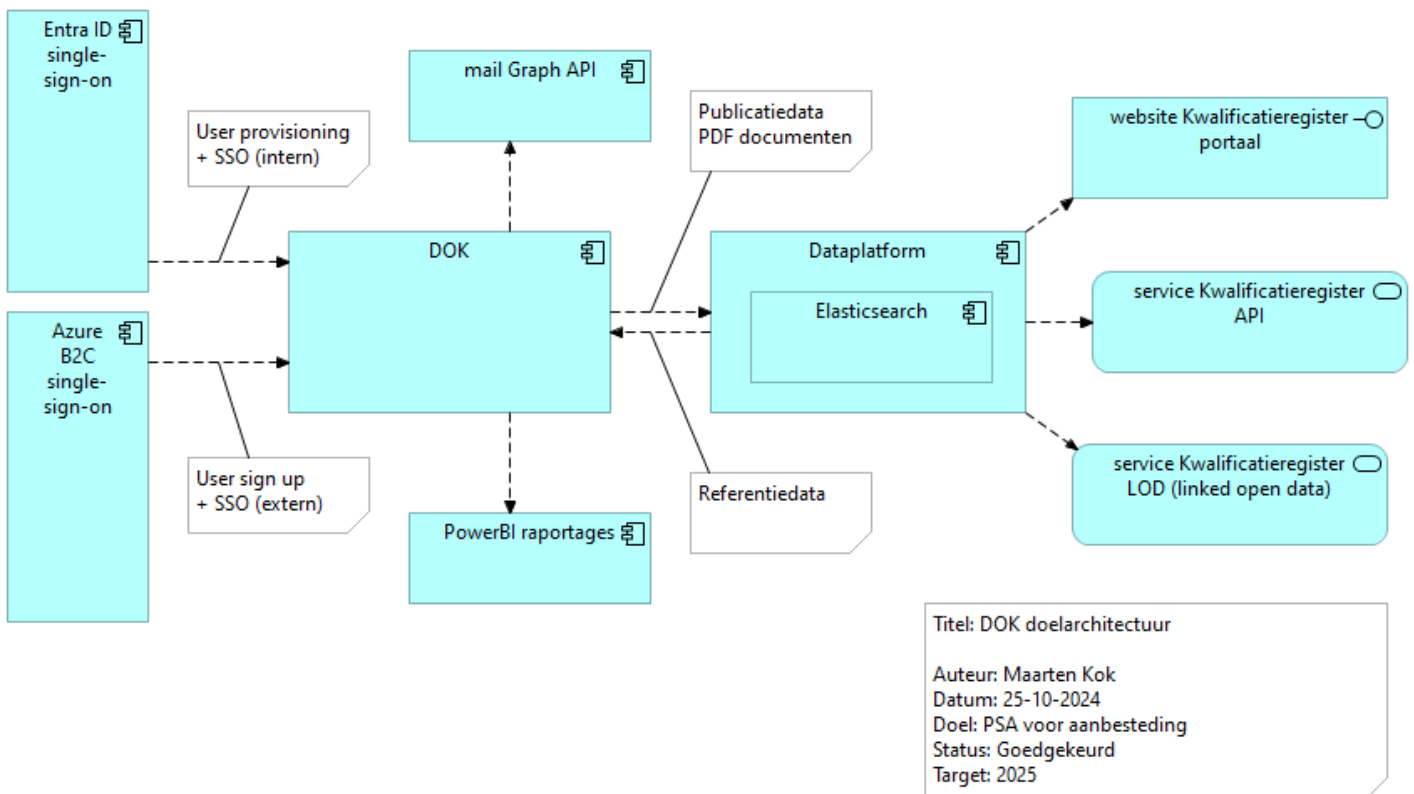 Entra ID
single-
sign-on
mail Graph API
User provisioning
+ SSO (intern)
Publicatiedata
PDF documenten
website Kwalificatieregister
portaal
DOK
Dataplatform
Elasticsearch
service Kwalificatieregister
API
Azure
B2C
single-
sign-on
User sign up
+ SSO (extern)
Referentiedata
service Kwalificatieregister
LOD (linked open data)
PowerBI raportages
Titel: DOK doelarchitectuur
Auteur: Maarten Kok
Datum: 25-10-2024
Doel: PSA voor aanbesteding
Status: Goedgekeurd
Target: 2025